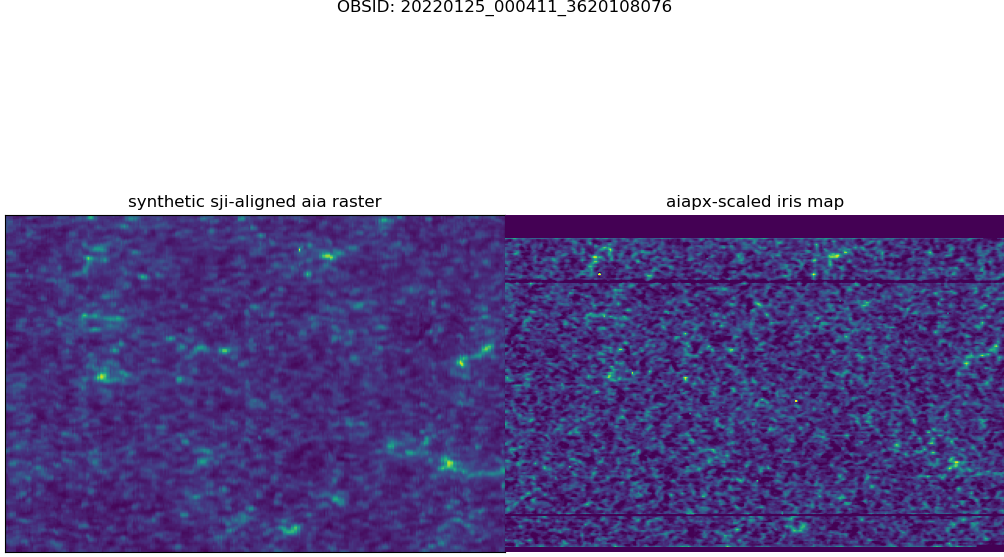 OBSID: 20220125_000411_3620108076
synthetic sji-aligned aia raster
aiapx-scaled iris map